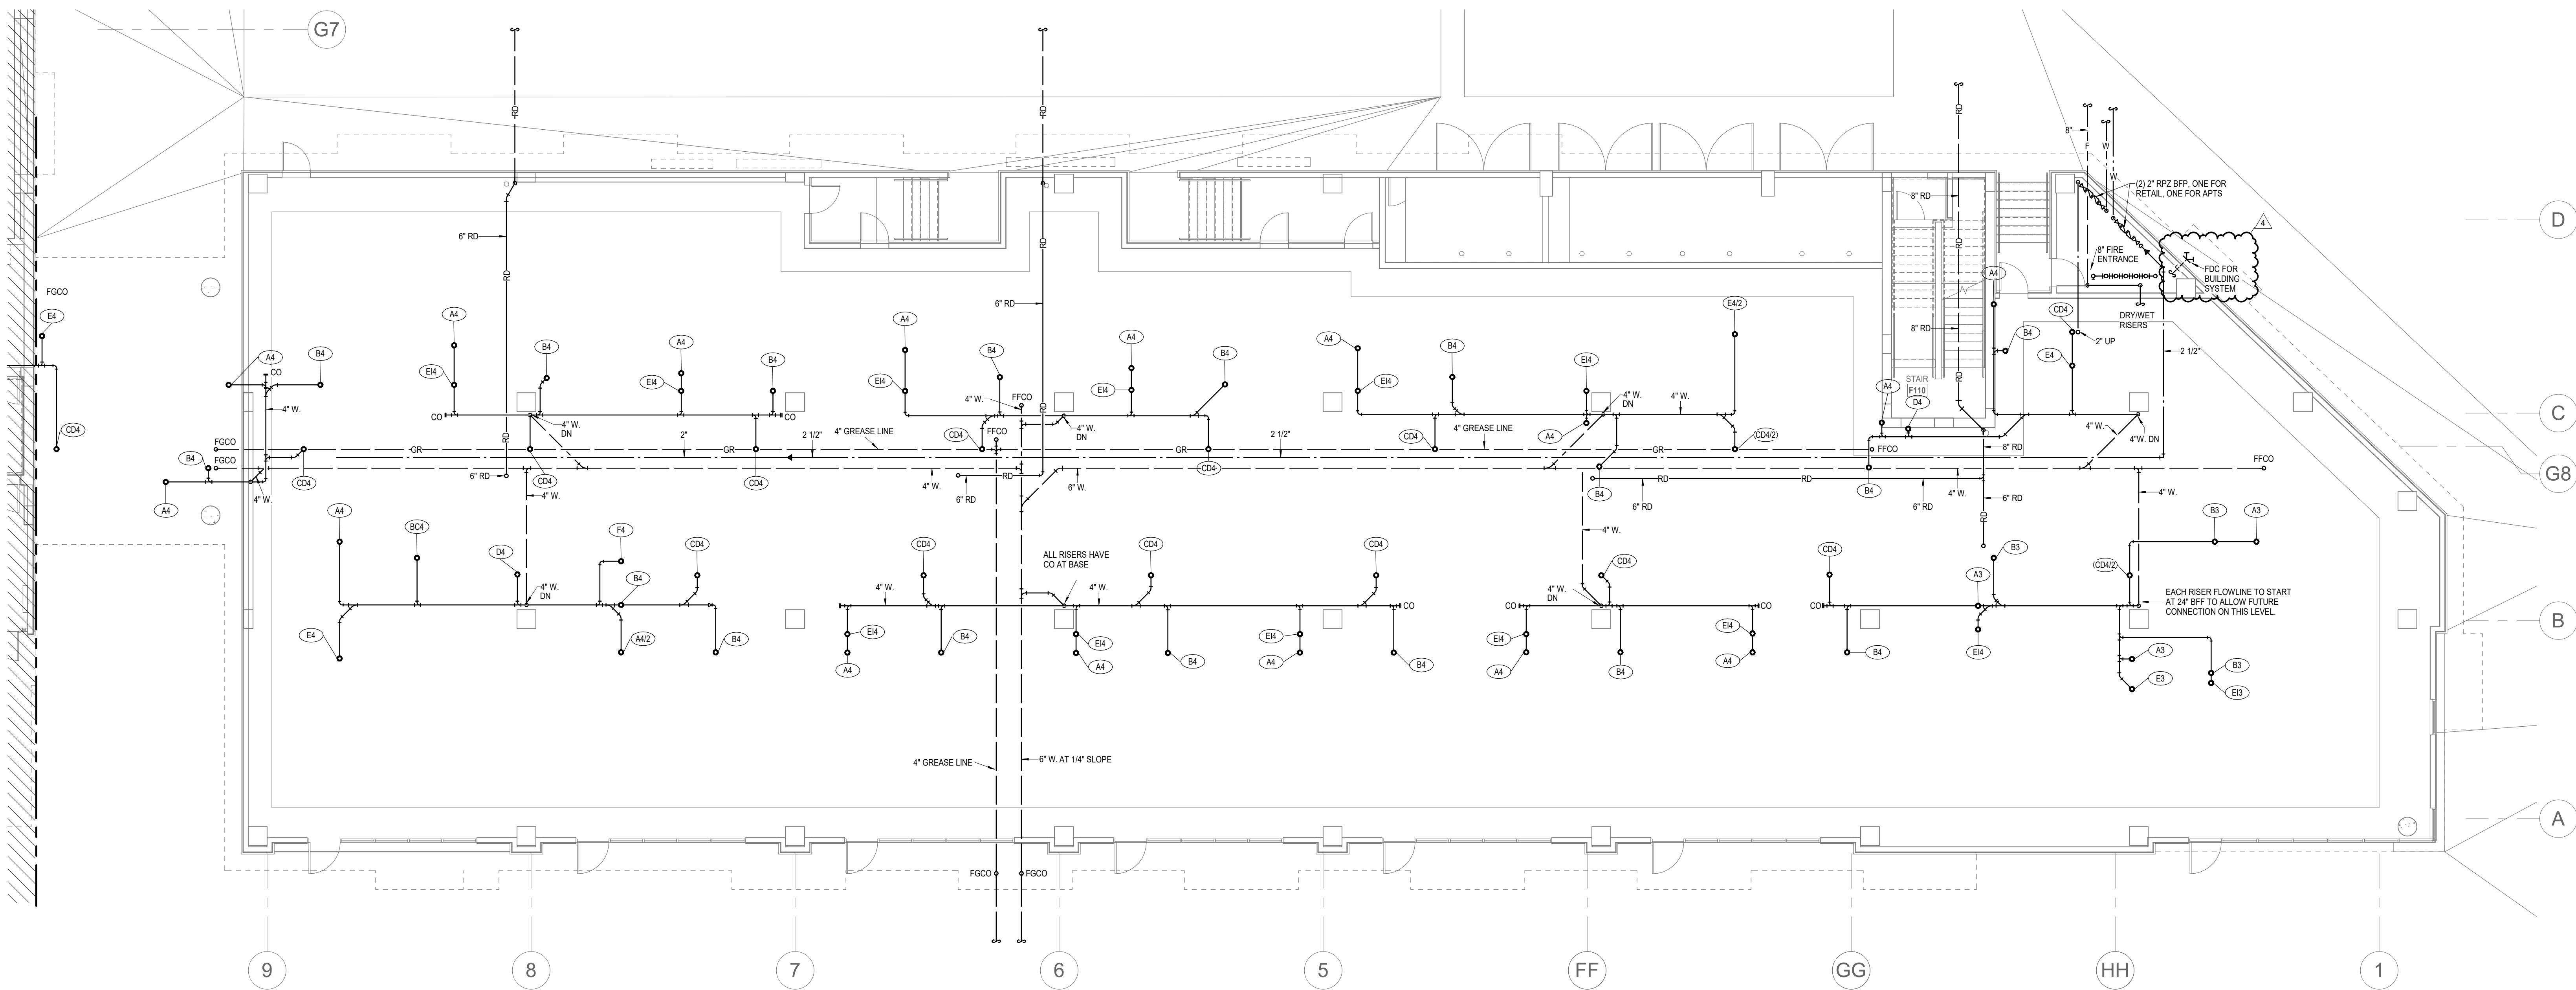 G7
RD
RD
RD
8"
F
W
W
(2) 2" RPZ BFP, ONE FOR
RETAIL, ONE FOR APTS
4
D
8" RD
6" RD
RD
RD
8" FIRE
ENTRANCE
FDC FOR
BUILDING
SYSTEM
RD
A4
FGCO
6" RD
E4/2
CD4
DRY/WET
RISERS
E4
A4
A4
A4
A4
A4
8" RD
B4
2" UP
A4
B4
B4
A4
B4
B4
B4
EI4
E4
2 1/2"
EI4
EI4
EI4
EI4
EI4
RD
CO
STAIR
F110
4" W.
4" W.
FFCO
RD
4" W.
DN
4" W.
A4
D4
C
CO
CO
4" W.
DN
4" W.
DN
4" W.
4"W. DN
CD4
FGCO
GR
RD
2"
GR
2 1/2"
4" GREASE LINE
CD4
FFCO
GR
2 1/2"
CD4
4" GREASE LINE
A4
GR
CD4/2
FFCO
8" RD
FGCO
B4
CD4
4" W.
6" RD
CD4
CD4
4" W.
6" RD
RD
6" W.
CD4
B4
RD
RD
B4
4" W.
FFCO
G8
A4
4" W.
6" RD
6" RD
6" RD
4" W.
A4
BC4
F4
RD
B3
A3
D4
CD4
CD4
ALL RISERS HAVE
CO AT BASE
CD4
CD4
4" W.
CD4
CD4
B3
CD4/2
4" W.
DN
B4
4" W.
4" W.
4" W.
DN
A3
EACH RISER FLOWLINE TO START
AT 24" BFF TO ALLOW FUTURE
CONNECTION ON THIS LEVEL.
CO
CO
CO
CO
B
E4
A4/2
B4
EI4
B4
EI4
EI4
EI4
EI4
A4
A4
B4
A4
B4
A4
B4
A4
B4
EI4
A3
B3
E3
EI3
4" GREASE LINE
6" W. AT 1/4" SLOPE
A
FGCO
FGCO
9
8
7
6
5
FF
GG
HH
1